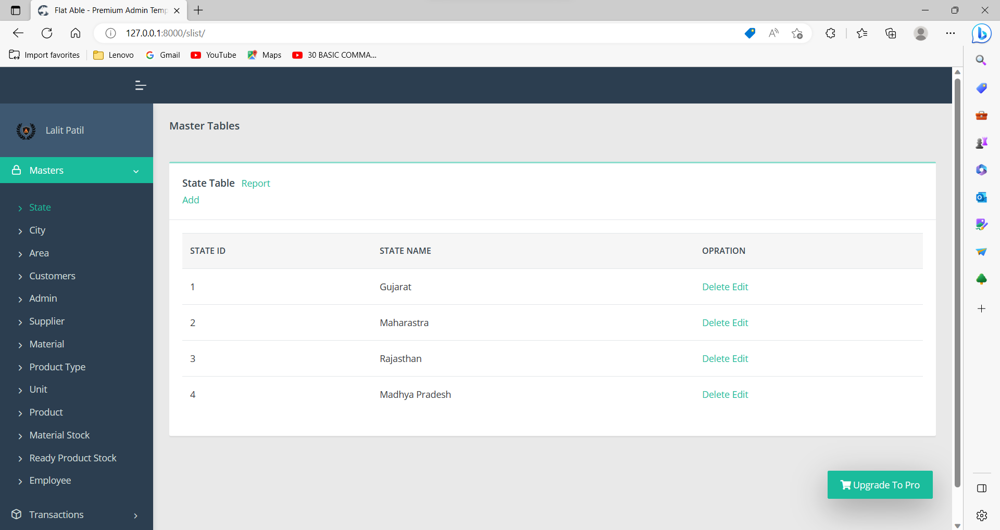 Flat Able - Premium Admin Temp
127.0.0.1:8000/slist/
Import favorites
Lenovo
Gmail
YouTube
Maps
30 BASIC COMMA...
Lalit Patil
Masters
State
City
Area
Customers
Admin
Supplier
Material
Product Type
Unit
Product
Material Stock
Ready Product Stock
Employee
Transactions
Master Tables
State Table Report
Add
STATE ID STATE NAME OPRATION
1 Gujarat Delete Edit
2 Maharastra Delete Edit
3 Rajasthan Delete Edit
4 Madhya Pradesh Delete Edit
Upgrade To Pro